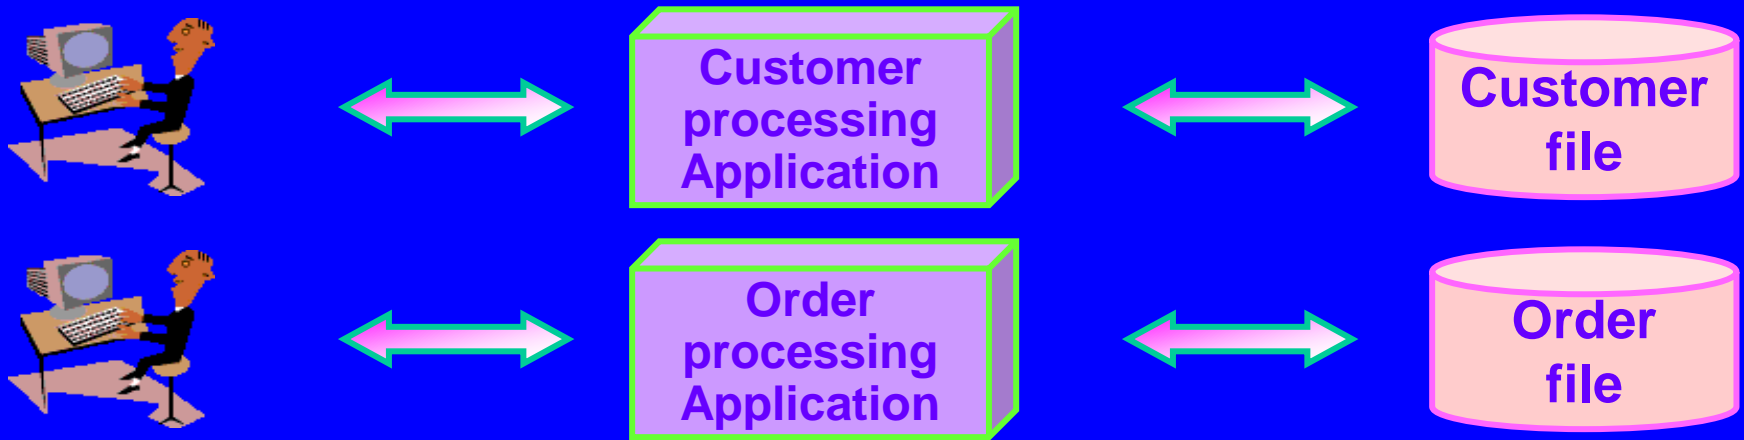 Customer
processing
Application
Customer
file
Order
processing
Application
Order
file